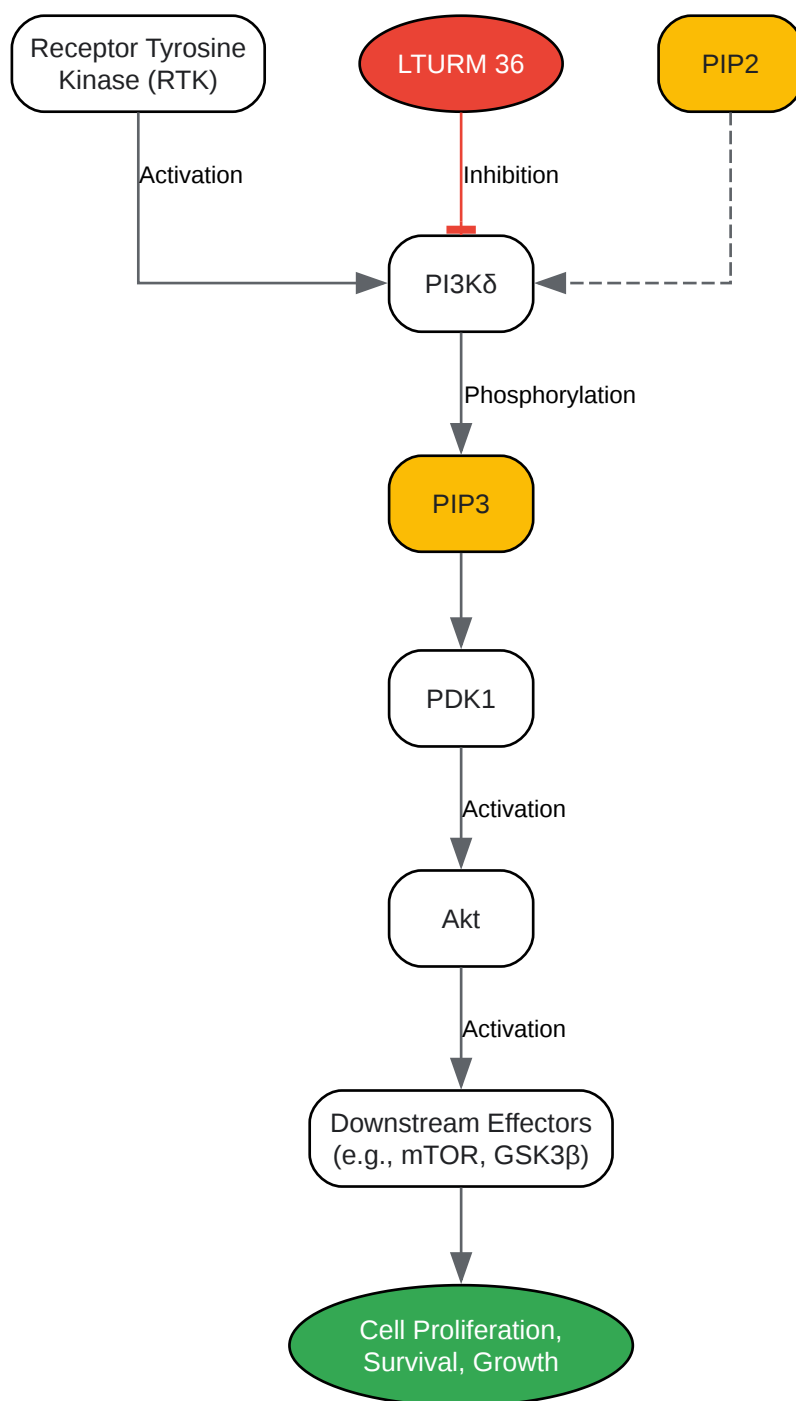 Receptor Tyrosine
Kinase (RTK)
LTURM 36
PIP2
Activation
Inhibition
PI3Kδ
Phosphorylation
PIP3
PDK1
Activation
Akt
Activation
Downstream Effectors
(e.g., mTOR, GSK3β)
Cell Proliferation,
Survival, Growth